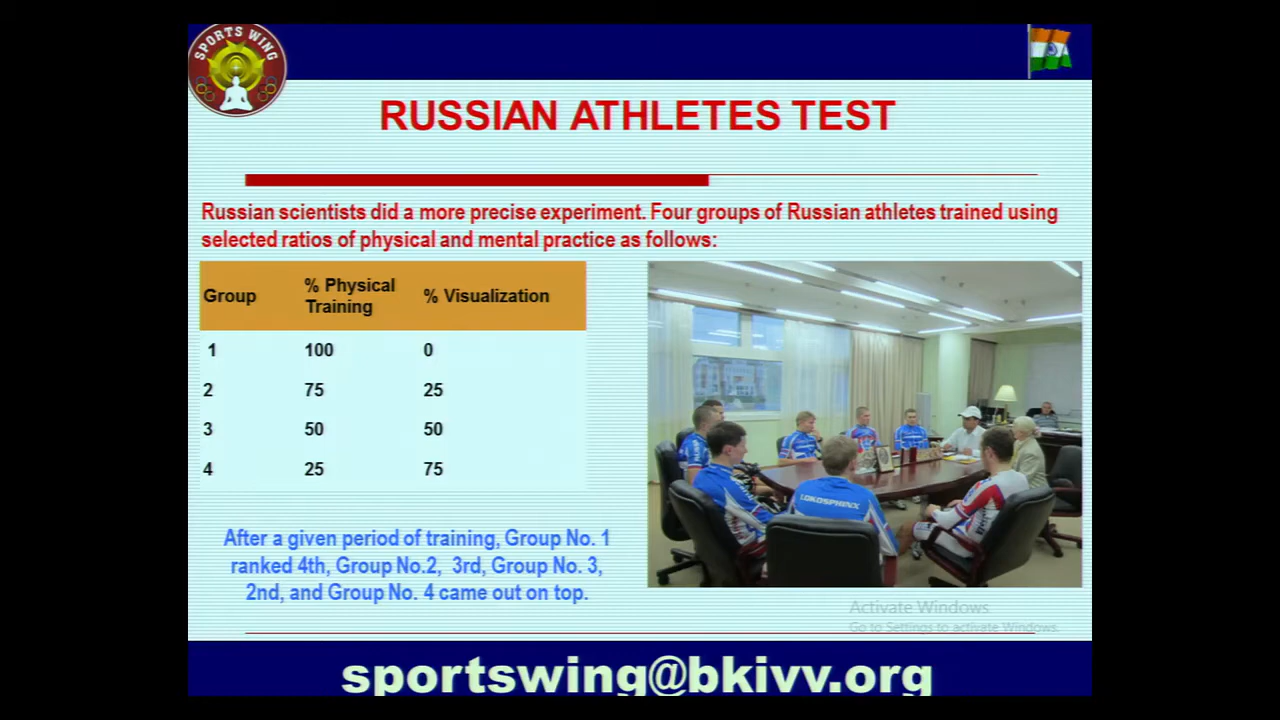 SPORTS WING
RUSSIAN ATHLETES TEST
Russian scientists did a more precise experiment. Four groups of Russian athletes trained using
selected ratios of physical and mental practice as follows:
Group % Physical Training % Visualization
1 100 0
2 75 25
3 50 50
4 25 75
After a given period of training, Group No. 1
ranked 4th, Group No.2, 3rd, Group No. 3,
2nd, and Group No. 4 came out on top.
LOKOSPHINX
Activate Windows
Go to Settings to activate Windows.
sportswing@bkivv.org